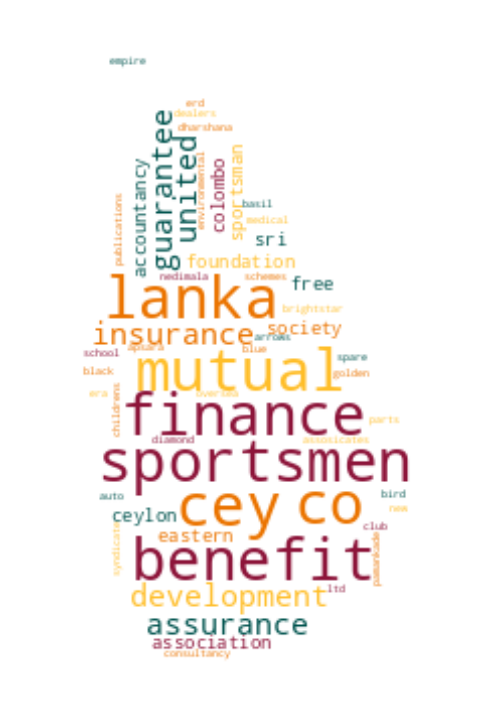 empire
erd
dealers
dharshana
guarantee
united
accountancy
environmental
colombo
sportsman
publications
basil
medical
sri
foundation
nedimala
schemes
free
lanka
brightstar
insurance
society
arrows
school
apsara
blue
spare
mutual
black
golden
era
oversea
childrens
finance
parts
diamond
assosicates
sportsmen
auto
bird
cey
co
new
ceylon
club
eastern
syndicate
pamankade
benefit
ltd
development
assurance
association
consultancy